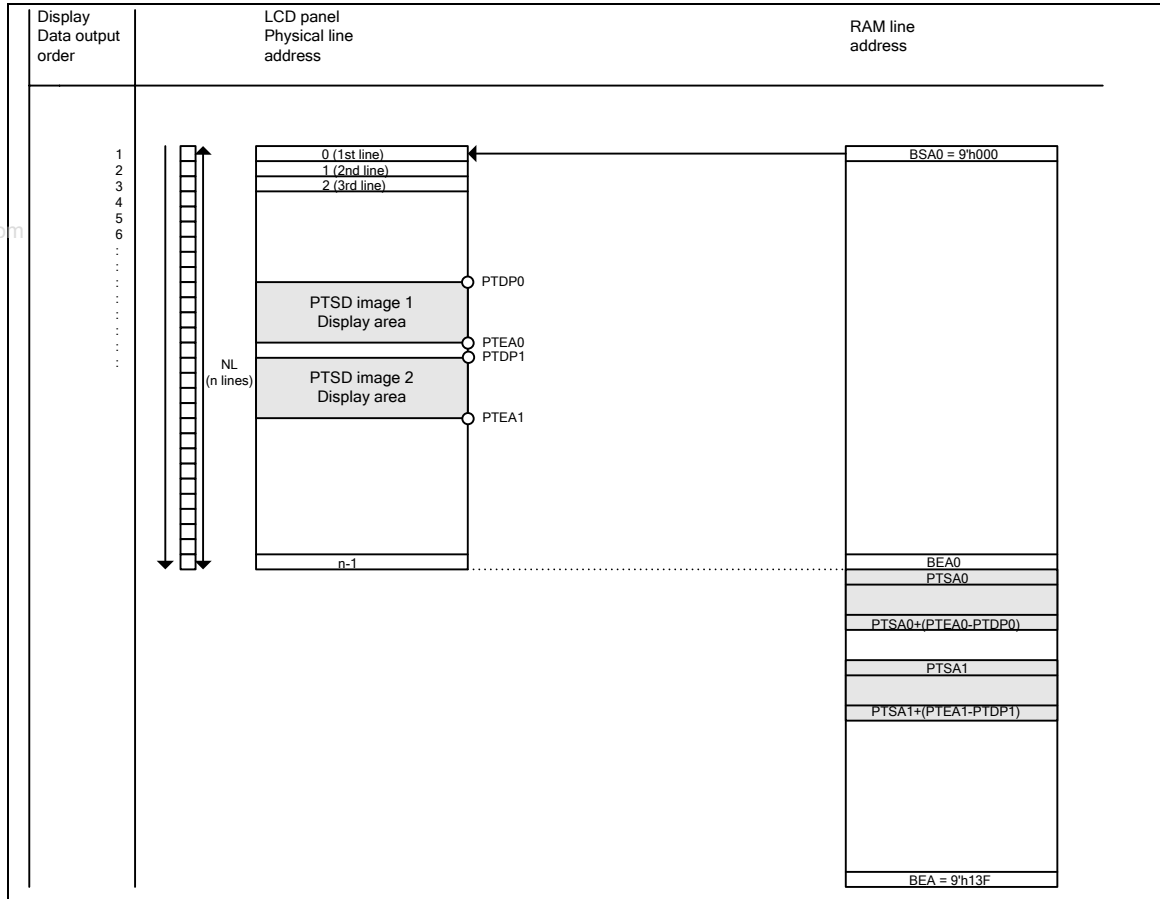 Display
Data output
order
LCD panel
Physical line
address
RAM line
address
1
2
3
4
5
6
:
:
:
:
:
:
:
:
NL
(n lines)
0 (1st line)
1 (2nd line)
2 (3rd line)
PTDP0
PTSD image 1
Display area
PTEA0
PTDP1
PTSD image 2
Display area
PTEA1
n-1
BSA0 = 9'h000
BEA0
PTSA0
PTSA0+(PTEA0-PTDP0)
PTSA1
PTSA1+(PTEA1-PTDP1)
BEA = 9'h13F
om